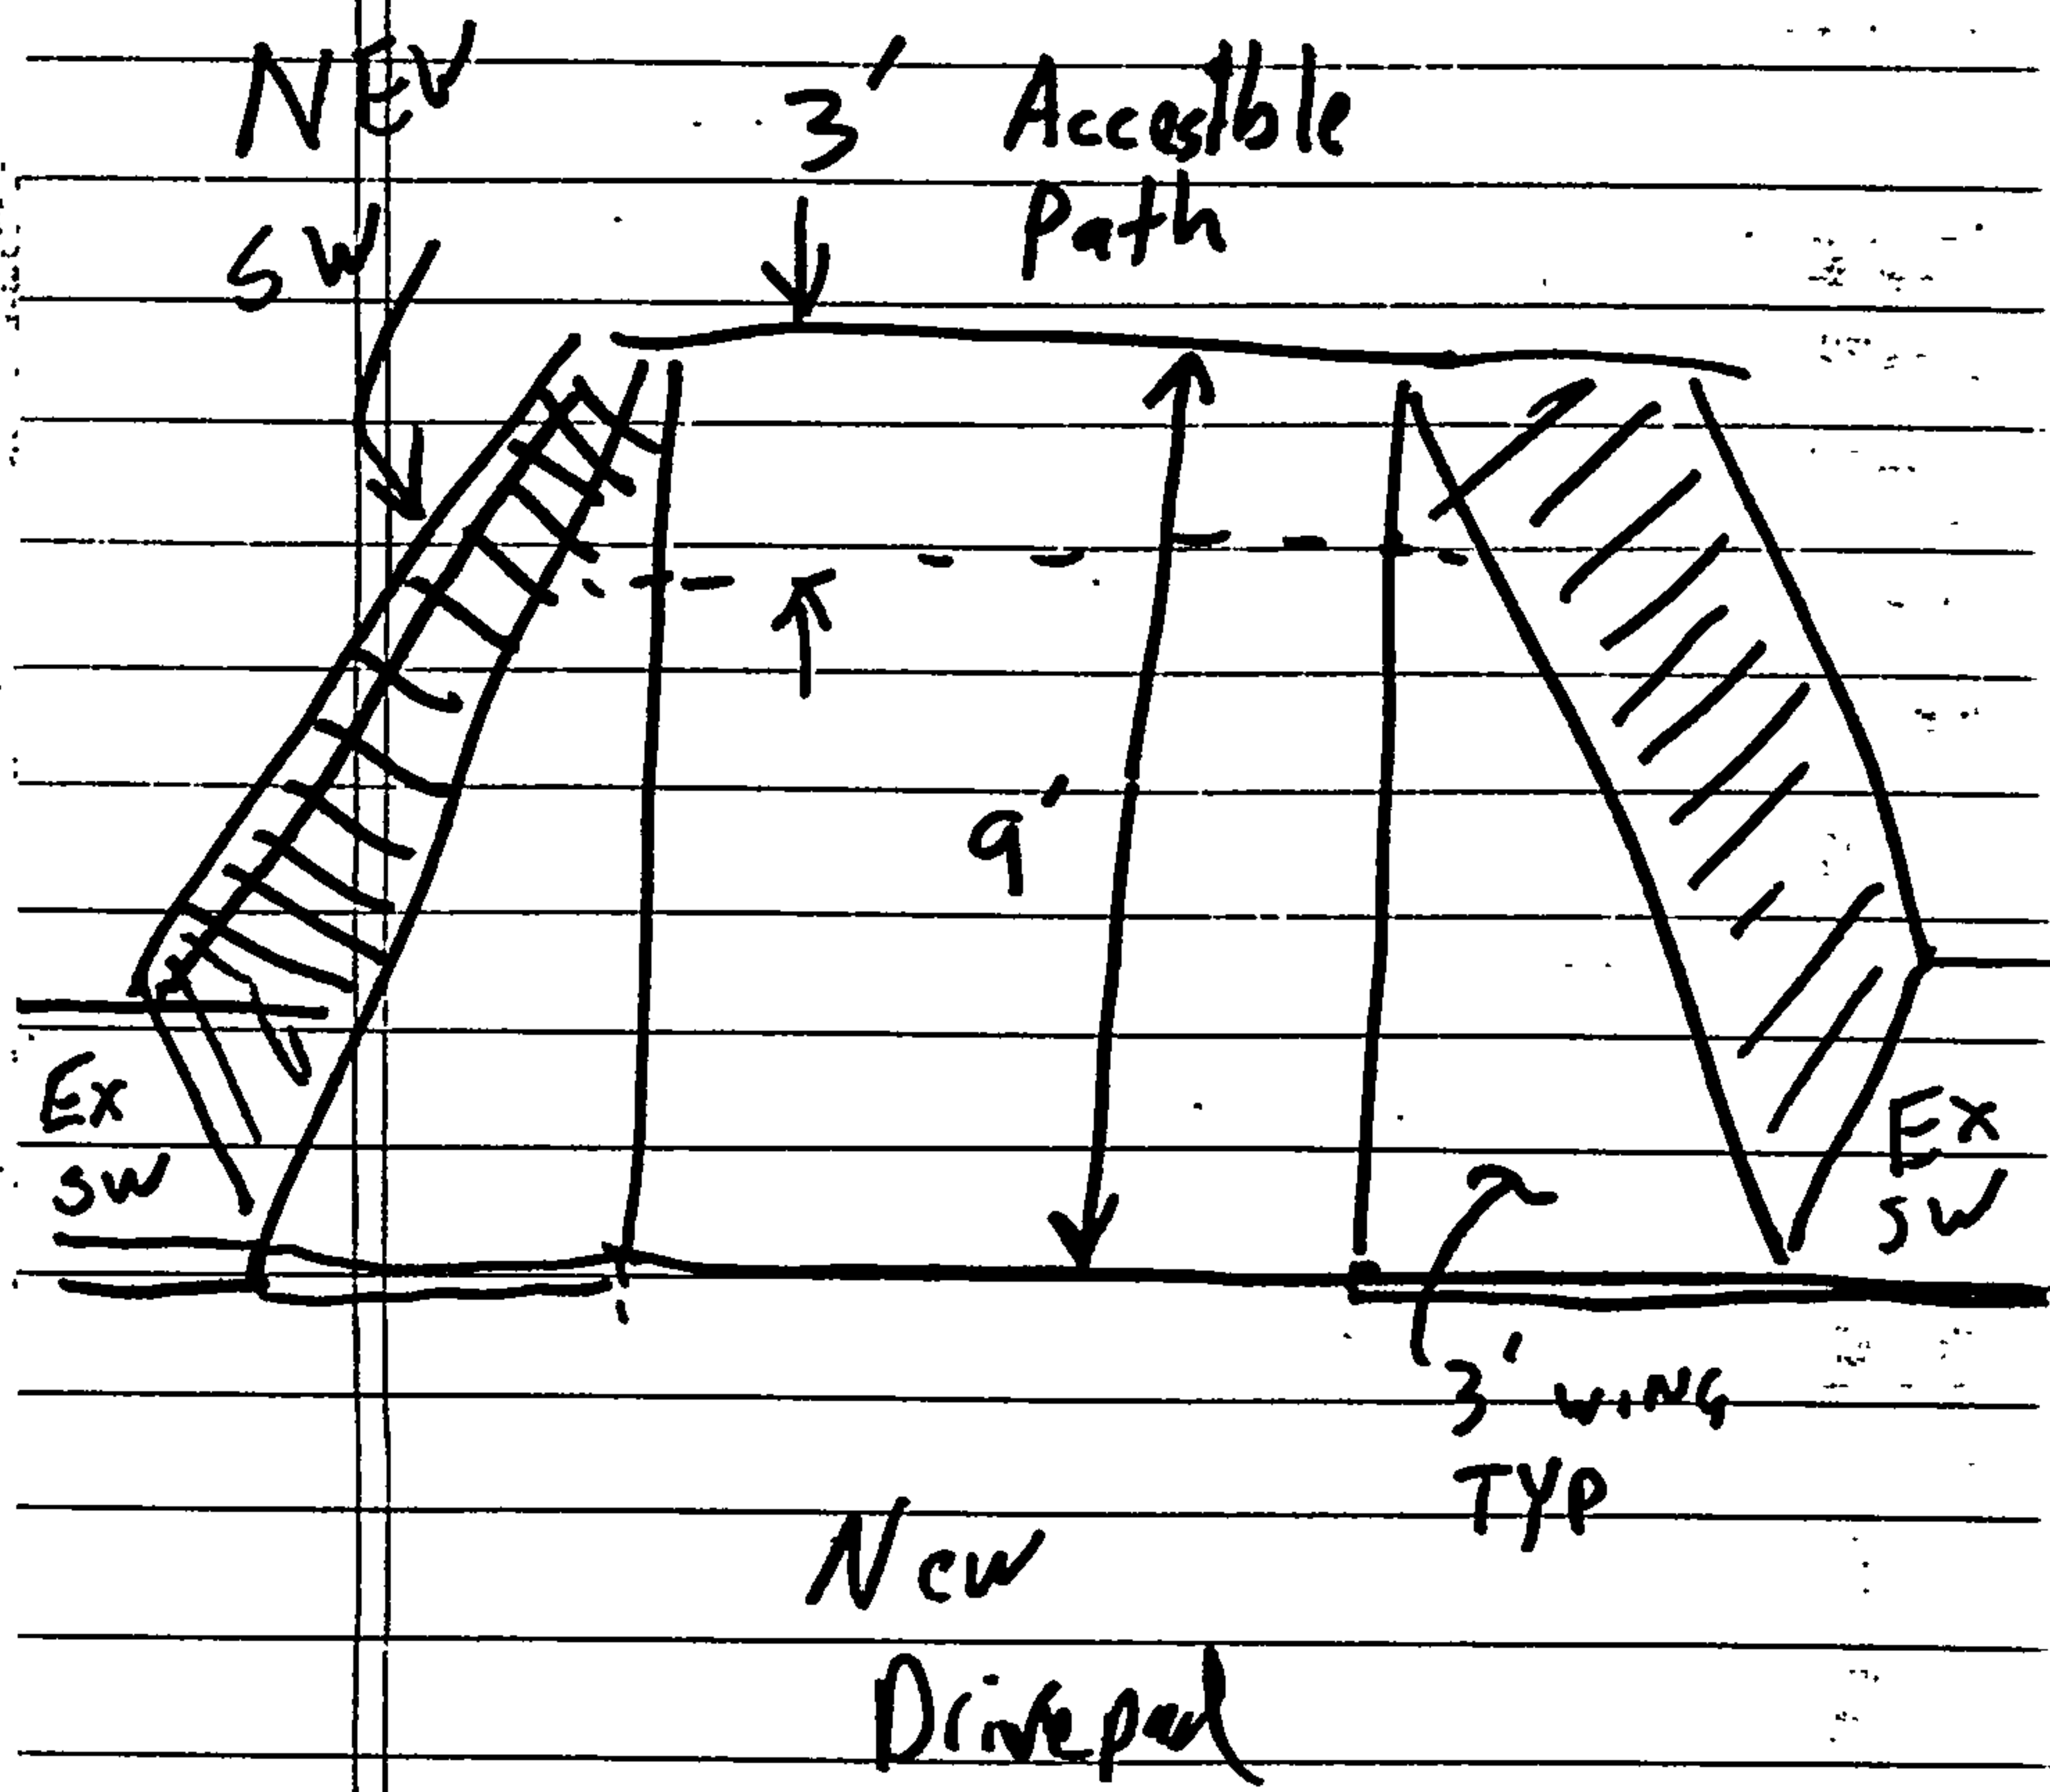 NEW
SW
3' Accesible
Path
9'
Ex
SW
Ex
SW
3' WING
TYP
New
Drivepad